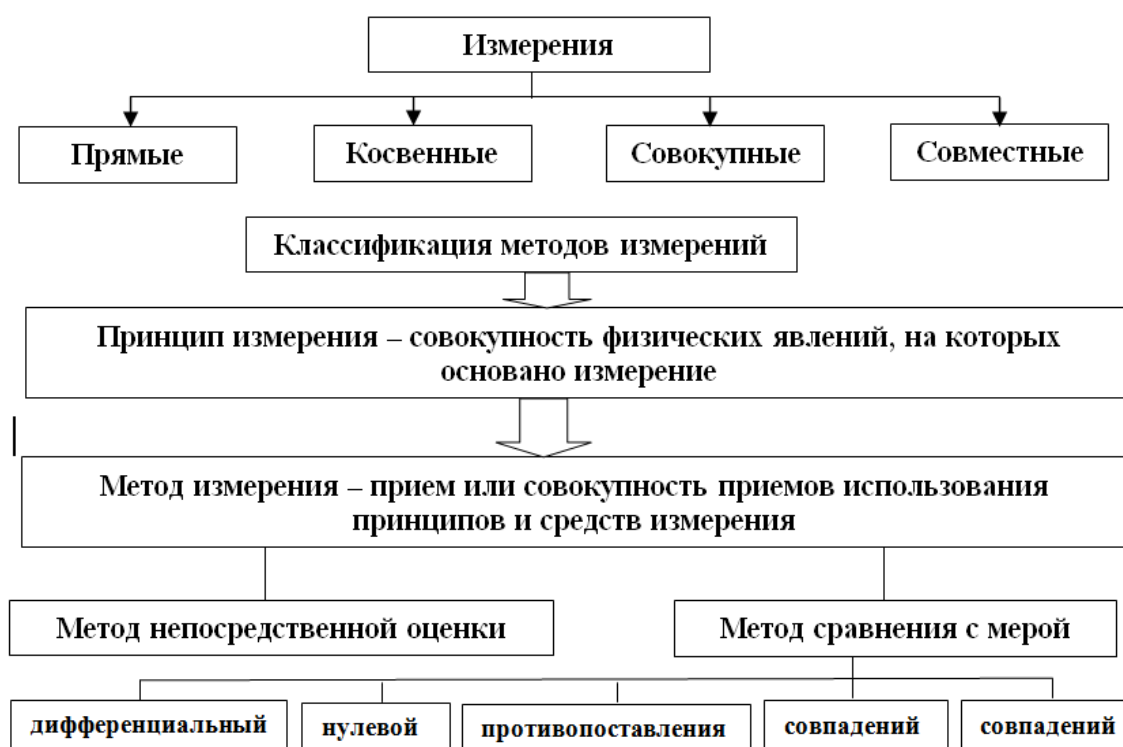 Измерения
Прямые
Косвенные
Совокупные
Совместные
Классификация методов измерений
Принцип измерения – совокупность физических явлений, на которых
основано измерение
Метод измерения – прием или совокупность приемов использования
принципов и средств измерения
Метод непосредственной оценки
Метод сравнения с мерой
дифференциальный
нулевой
противопоставления
совпадений
совпадений